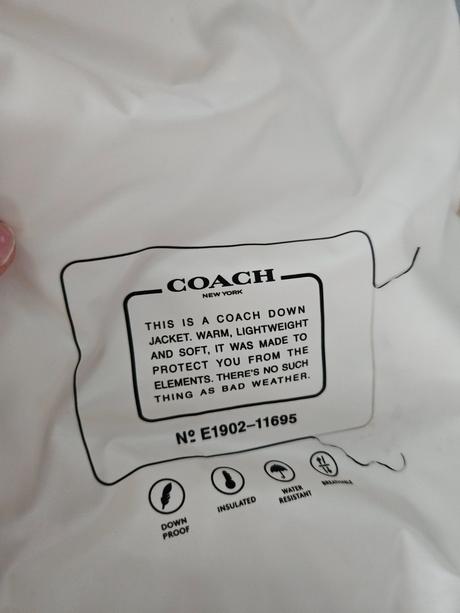 COACH
NEW YORK
THIS IS A COACH DOWN
JACKET. WARM, LIGHTWEIGHT
AND SOFT, IT WAS MADE TO
PROTECT YOU FROM THE
ELEMENTS. THERE'S NO SUCH
THING AS BAD WEATHER.
Nº E1902-11695
DOWN
PROOF
INSULATED
WATER
RESISTANT
BREATHABLE